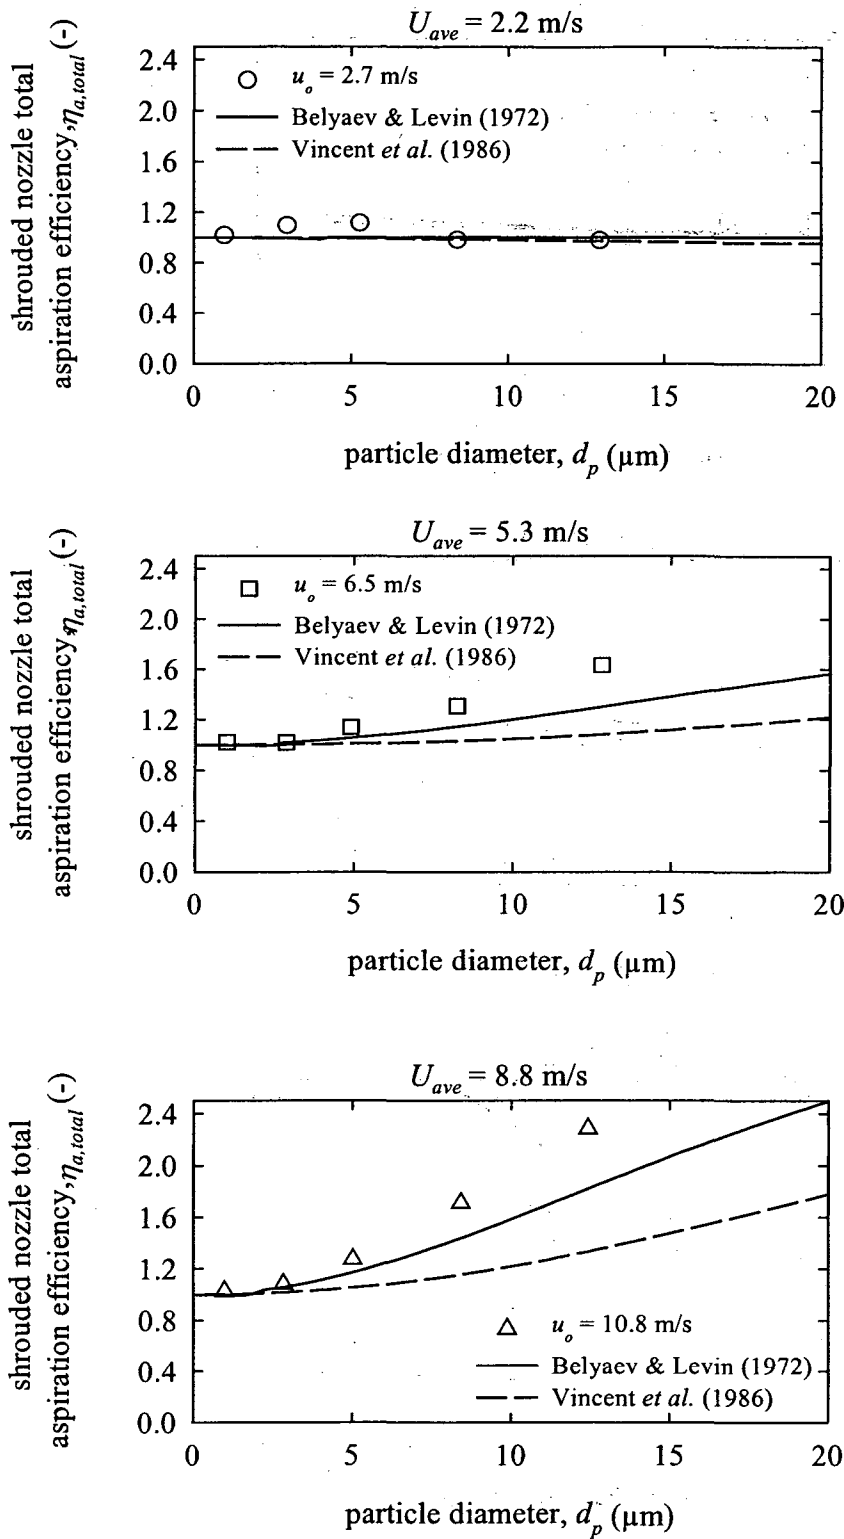 U_ave = 2.2 m/s
shrouded nozzle total
aspiration efficiency, η_a,total (-)
2.4
2.0
1.6
1.2
0.8
0.4
0.0
u_o = 2.7 m/s
Belyaev & Levin (1972)
Vincent et al. (1986)
0 5 10 15 20
particle diameter, d_p (µm)
U_ave = 5.3 m/s
shrouded nozzle total
aspiration efficiency, η_a,total (-)
2.4
2.0
1.6
1.2
0.8
0.4
0.0
u_o = 6.5 m/s
Belyaev & Levin (1972)
Vincent et al. (1986)
0 5 10 15 20
particle diameter, d_p (µm)
U_ave = 8.8 m/s
shrouded nozzle total
aspiration efficiency, η_a,total (-)
2.4
2.0
1.6
1.2
0.8
0.4
0.0
u_o = 10.8 m/s
Belyaev & Levin (1972)
Vincent et al. (1986)
0 5 10 15 20
particle diameter, d_p (µm)